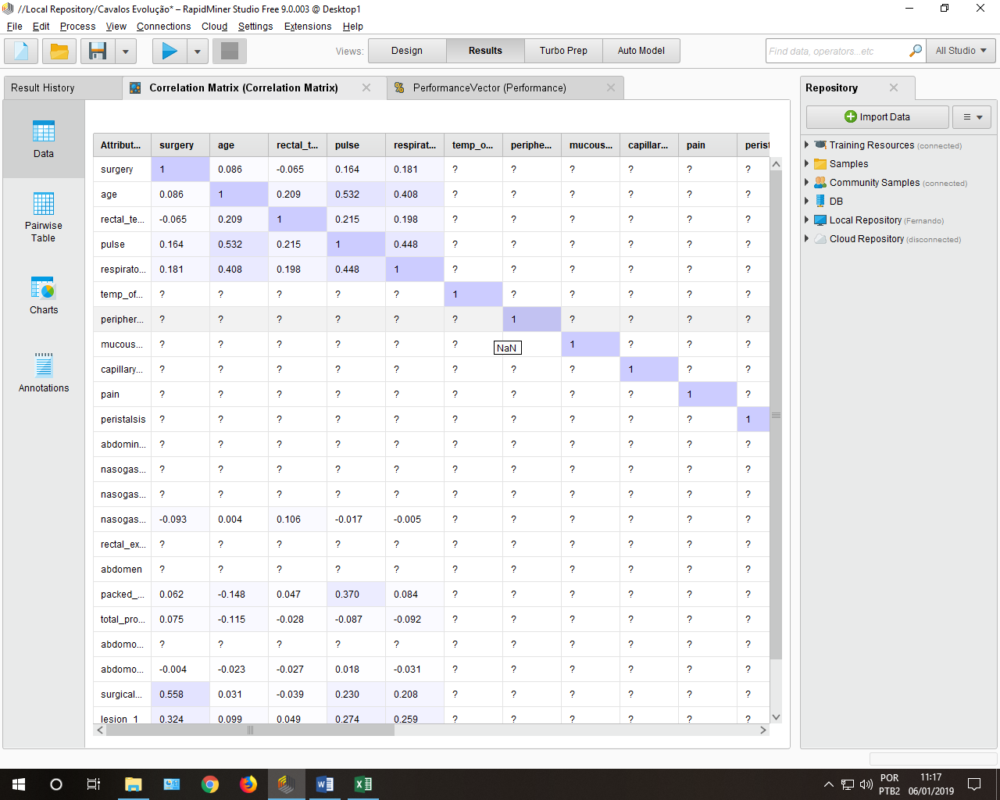 //Local Repository/Cavalos Evolução* – RapidMiner Studio Free 9.0.003 @ Desktop1
File Edit Process View Connections Cloud Settings Extensions Help
Views: Design Results Turbo Prep Auto Model
Find data, operators...etc
All Studio
Result History
Correlation Matrix (Correlation Matrix)
PerformanceVector (Performance)
Data
Pairwise
Table
Charts
Annotations
Attribut... surgery age rectal_t... pulse respirat... temp_o... periphe... mucous... capillar... pain perist
surgery 1 0.086 -0.065 0.164 0.181 ? ? ? ? ? ?
age 0.086 1 0.209 0.532 0.408 ? ? ? ? ? ?
rectal_te... -0.065 0.209 1 0.215 0.198 ? ? ? ? ? ?
pulse 0.164 0.532 0.215 1 0.448 ? ? ? ? ? ?
respirato... 0.181 0.408 0.198 0.448 1 ? ? ? ? ? ?
temp_of... ? ? ? ? ? 1 ? ? ? ? ?
peripher... ? ? ? ? ? ? 1 ? ? ? ?
mucous... ? ? ? ? ? ? ? 1 ? ? ?
NaN
capillary... ? ? ? ? ? ? ? ? 1 ? ?
pain ? ? ? ? ? ? ? ? ? 1 ?
peristalsis ? ? ? ? ? ? ? ? ? ? 1
abdomin... ? ? ? ? ? ? ? ? ? ? ?
nasogas... ? ? ? ? ? ? ? ? ? ? ?
nasogas... ? ? ? ? ? ? ? ? ? ? ?
nasogas... -0.093 0.004 0.106 -0.017 -0.005 ? ? ? ? ? ?
rectal_ex... ? ? ? ? ? ? ? ? ? ? ?
abdomen ? ? ? ? ? ? ? ? ? ? ?
packed_... 0.062 -0.148 0.047 0.370 0.084 ? ? ? ? ? ?
total_pro... 0.075 -0.115 -0.028 -0.087 -0.092 ? ? ? ? ? ?
abdomo... ? ? ? ? ? ? ? ? ? ? ?
abdomo... -0.004 -0.023 -0.027 0.018 -0.031 ? ? ? ? ? ?
surgical... 0.558 0.031 -0.039 0.230 0.208 ? ? ? ? ? ?
lesion_1 0.324 0.099 0.049 0.274 0.259 ? ? ? ? ? ?
Repository
Import Data
Training Resources (connected)
Samples
Community Samples (connected)
DB
Local Repository (Fernando)
Cloud Repository (disconnected)
POR
PTB2
11:17
06/01/2019